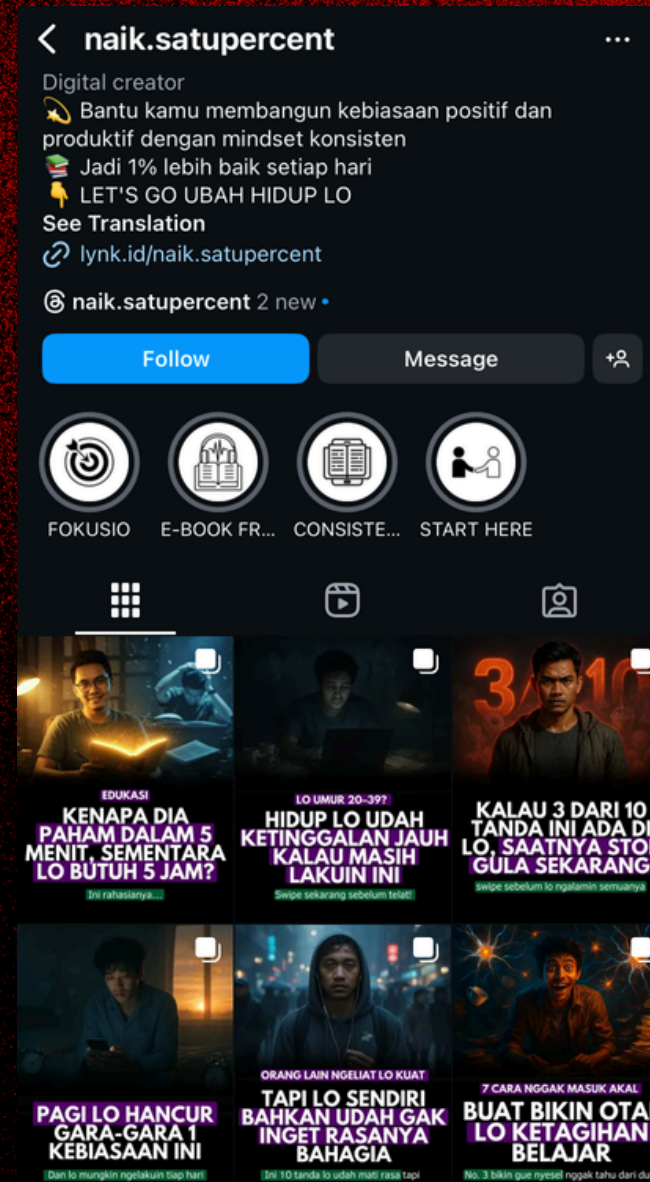 naik.satupercent
Digital creator
💫 Bantu kamu membangun kebiasaan positif dan
produktif dengan mindset konsisten
📚 Jadi 1% lebih baik setiap hari
👇 LET'S GO UBAH HIDUP LO
See Translation
lynk.id/naik.satupercent
naik.satupercent 2 new
Follow
Message
FOKUSIO
E-BOOK FR...
CONSISTE...
START HERE
EDUKASI
KENAPA DIA
PAHAM DALAM 5
MENIT, SEMENTARA
LO BUTUH 5 JAM?
Ini rahasianya...
LO UMUR 20–39?
HIDUP LO UDAH
KETINGGALAN JAUH
KALAU MASIH
LAKUIN INI
Swipe sekarang sebelum telat!
KALAU 3 DARI 10
TANDA INI ADA DI
LO, SAATNYA STO
GULA SEKARANG
swipe sebelum lo ngalamin semuanya
PAGI LO HANCUR
GARA-GARA 1
KEBIASAAN INI
Dan lo mungkin ngelakuin tiap hari
ORANG LAIN NGELIAT LO KUAT
TAPI LO SENDIRI
BAHKAN UDAH GAK
INGET RASANYA
BAHAGIA
Ini 10 tanda lo udah mati rasa tapi
7 CARA NGGAK MASUK AKAL
BUAT BIKIN OTA
LO KETAGIHAN
BELAJAR
No. 3 bikin gue nyesel nggak tahu dari du